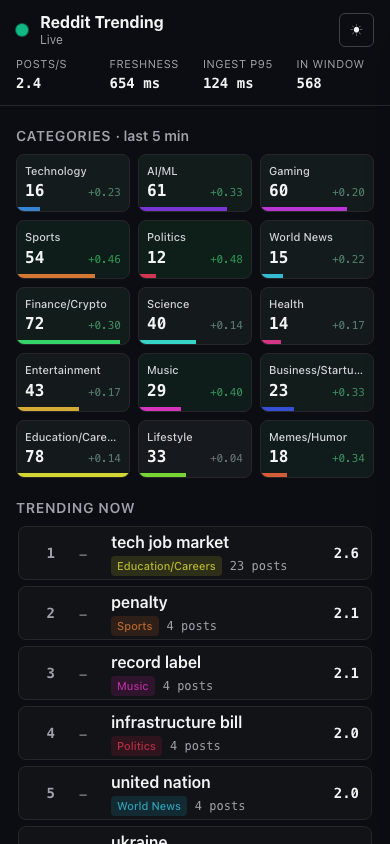 Reddit Trending
Live
POSTS/S FRESHNESS INGEST P95 IN WINDOW
2.4 654 ms 124 ms 568
CATEGORIES · last 5 min
Technology AI/ML Gaming
16 +0.23 61 +0.33 60 +0.20
Sports Politics World News
54 +0.46 12 +0.48 15 +0.22
Finance/Crypto Science Health
72 +0.30 40 +0.14 14 +0.17
Entertainment Music Business/Startu...
43 +0.17 29 +0.40 23 +0.33
Education/Care... Lifestyle Memes/Humor
78 +0.14 33 +0.04 18 +0.34
TRENDING NOW
1 – tech job market 2.6
Education/Careers 23 posts
2 – penalty 2.1
Sports 4 posts
3 – record label 2.1
Music 4 posts
4 – infrastructure bill 2.0
Politics 4 posts
5 – united nation 2.0
World News 4 posts
ukraine